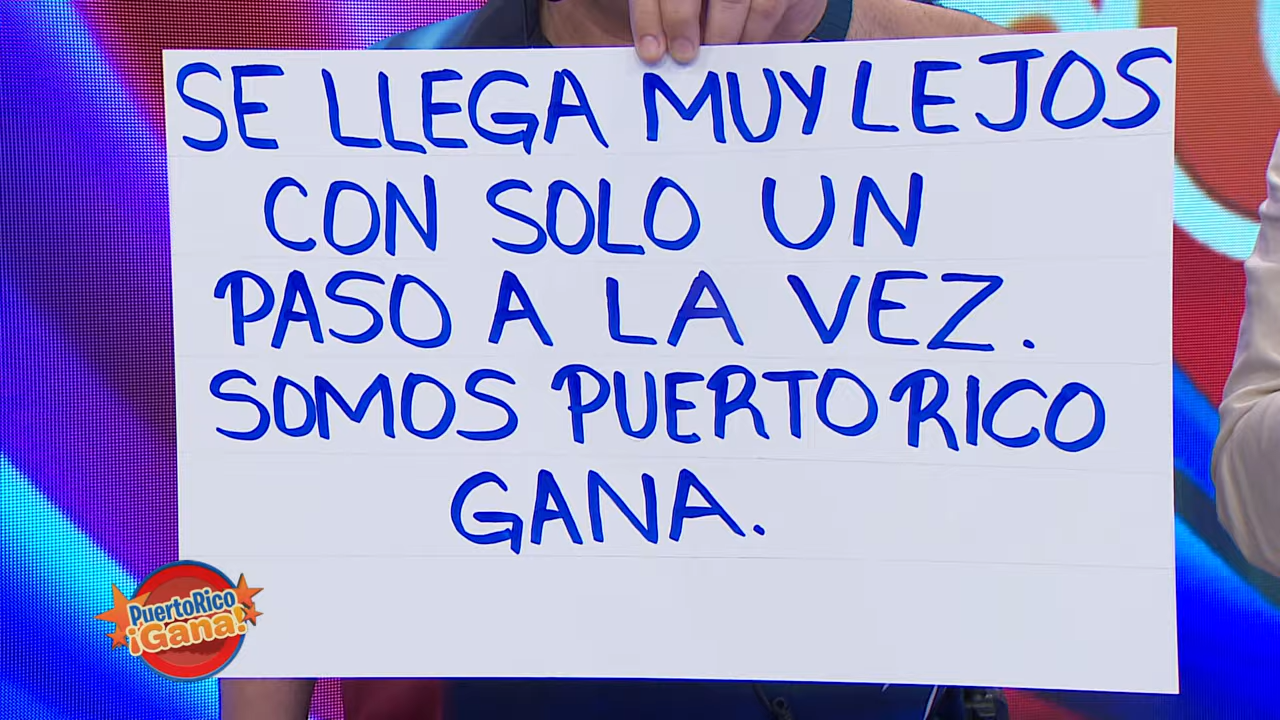 SE LLEGA MUY LEJOS
CON SOLO UN
PASO A LA VEZ.
SOMOS PUERTO RICO
GANA.
PuertoRico
¡Gana!